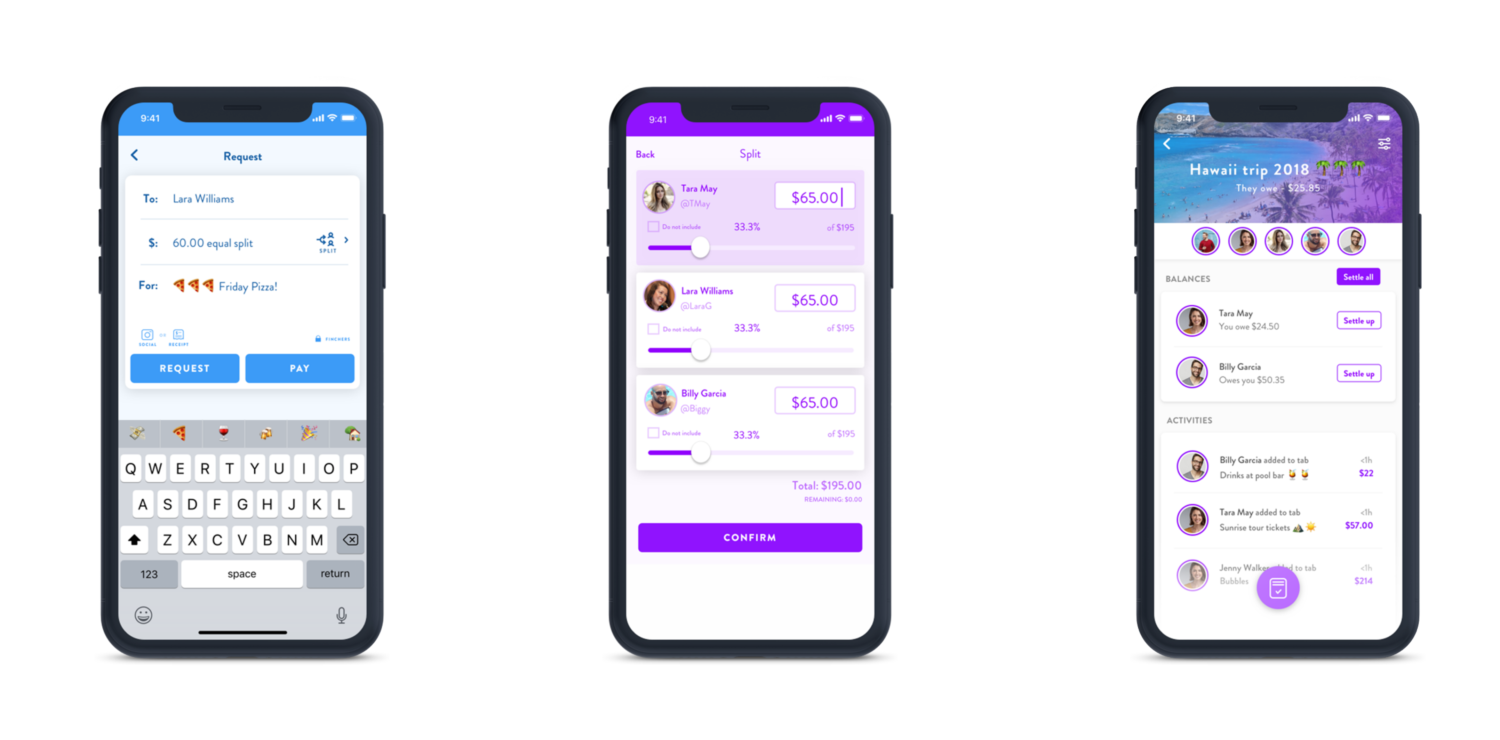 9:41
Request
To: Lara Williams
$: 60.00 equal split
SPLIT
For: 🍕🍕🍕 Friday Pizza!
SOCIAL OR RECEIPT
PINCHERS
REQUEST PAY
Q W E R T Y U I O P
A S D F G H J K L
Z X C V B N M
123 space return
9:41
Back Split
Tara May
@TMay
$65.00
Do not include 33.3% of $195
Lara Williams
@LaraG
$65.00
Do not include 33.3% of $195
Billy Garcia
@Biggy
$65.00
Do not include 33.3% of $195
Total: $195.00
REMAINING: $0.00
CONFIRM
9:41
Hawaii trip 2018 🌴🌴🌴
They owe - $25.85
BALANCES Settle all
Tara May
You owe $24.50
Settle up
Billy Garcia
Owes you $50.35
Settle up
ACTIVITIES
Billy Garcia added to tab <1h
Drinks at pool bar 🍹🍹 $22
Tara May added to tab <1h
Sunrise tour tickets ⛰️☀️ $57.00
Jenny Walker to tab <1h
Bubbles $214